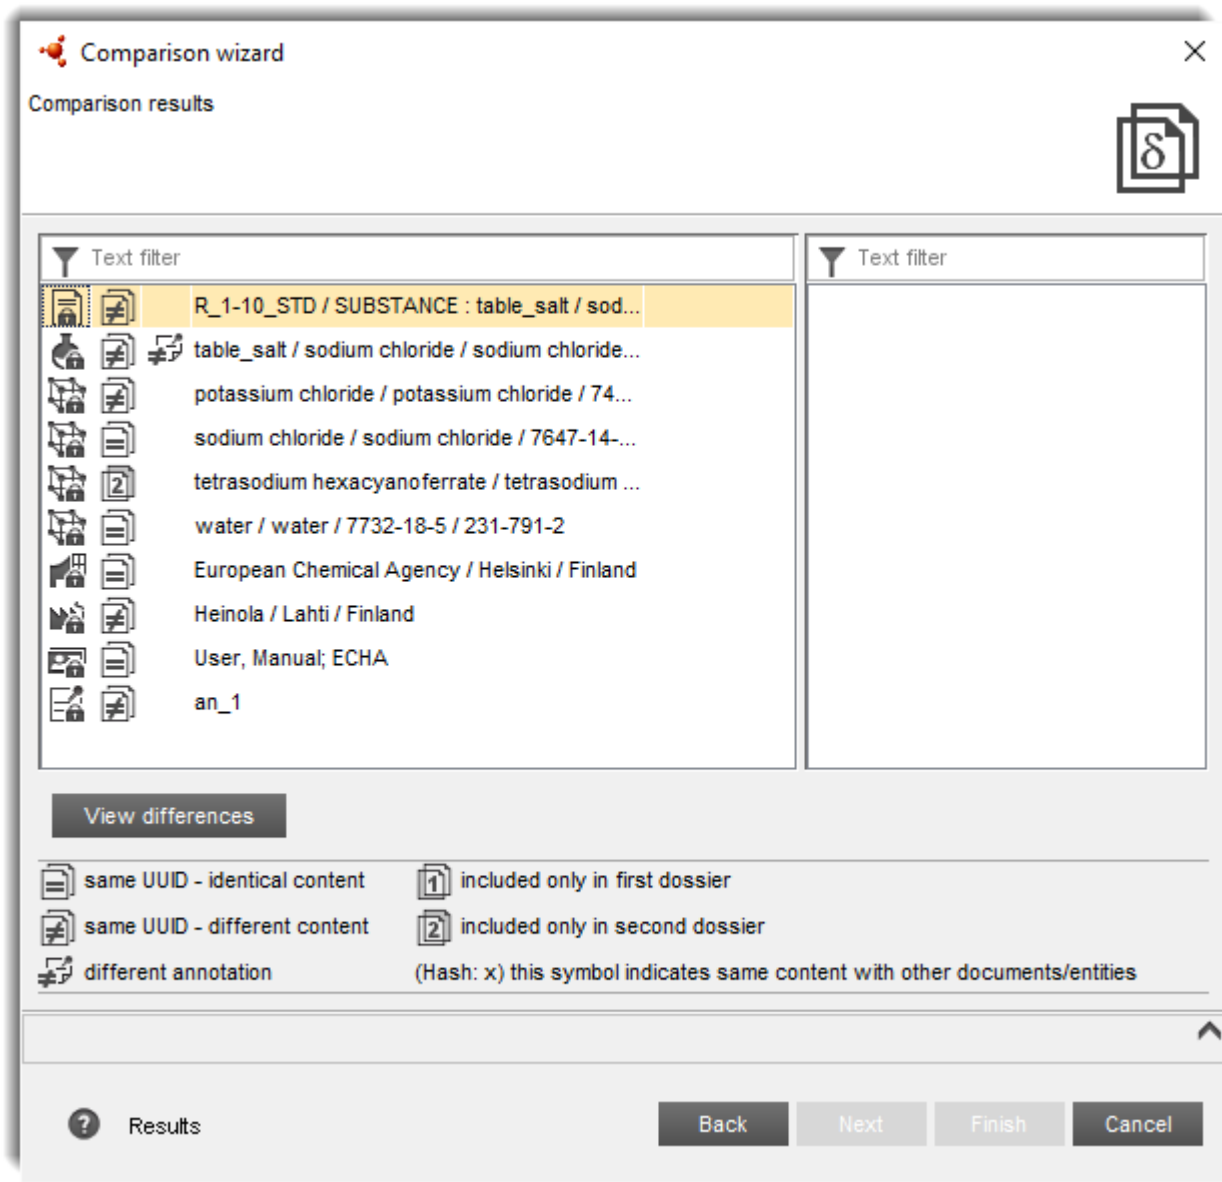 Comparison wizard
Comparison results
δ
Text filter
Text filter
R_1-10_STD / SUBSTANCE : table_salt / sod...
table_salt / sodium chloride / sodium chloride...
potassium chloride / potassium chloride / 74...
sodium chloride / sodium chloride / 7647-14-...
2 tetrasodium hexacyanoferrate / tetrasodium ...
water / water / 7732-18-5 / 231-791-2
European Chemical Agency / Helsinki / Finland
Heinola / Lahti / Finland
User, Manual; ECHA
an_1
View differences
same UUID - identical content 1 included only in first dossier
same UUID - different content 2 included only in second dossier
different annotation (Hash: x) this symbol indicates same content with other documents/entities
? Results Back Next Finish Cancel